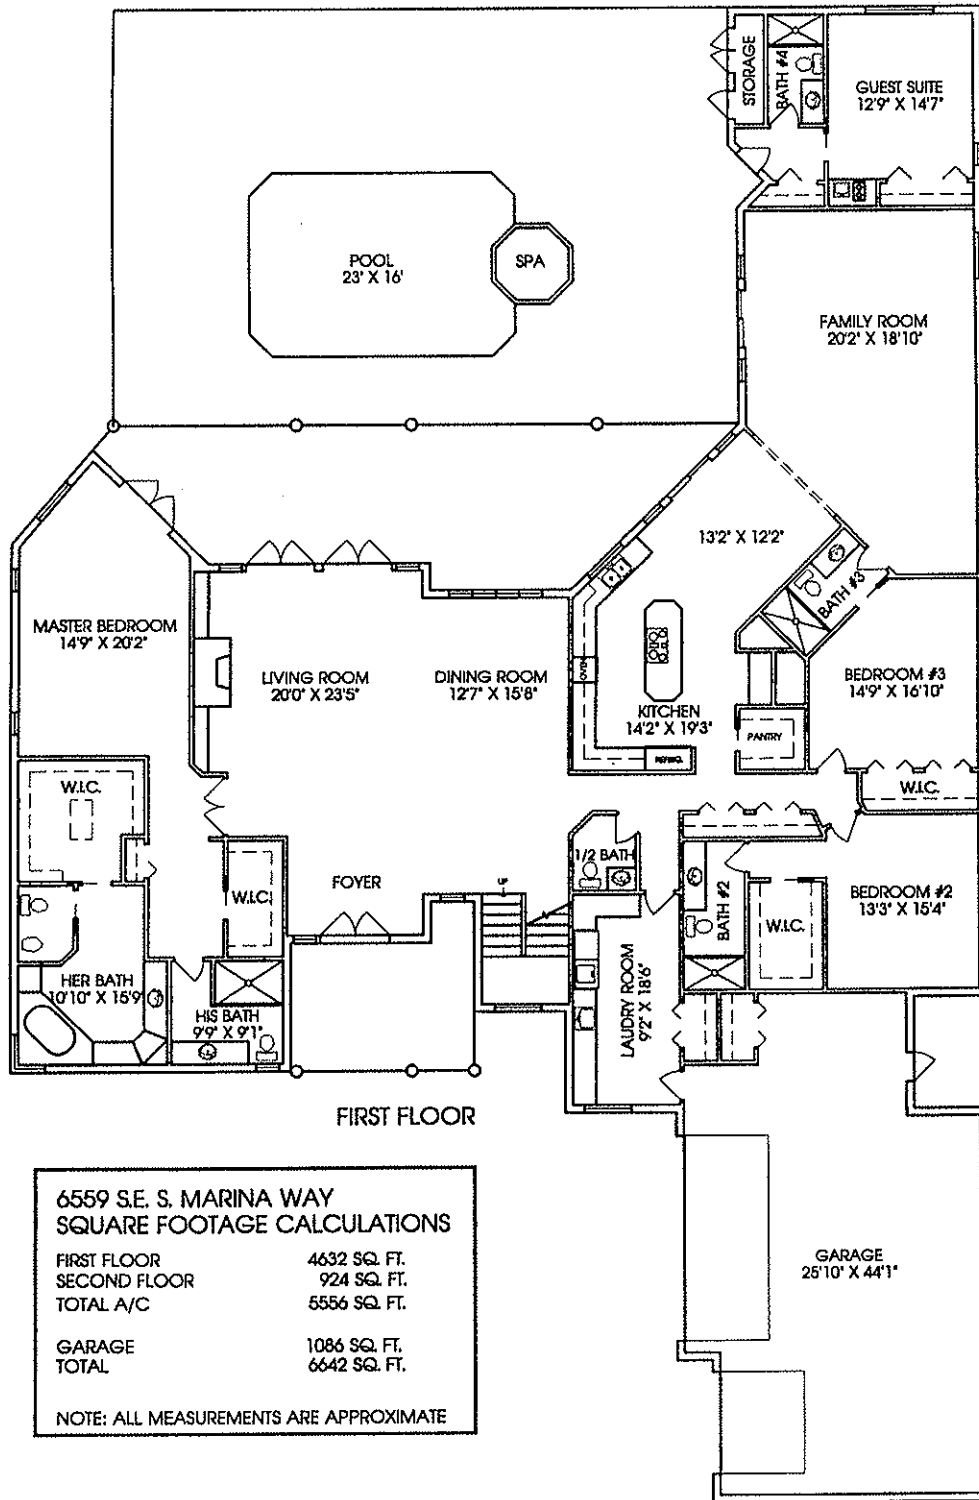 STORAGE
BATH #4
GUEST SUITE
12'9" X 14'7"
POOL
23' X 16'
SPA
FAMILY ROOM
20'2" X 18'10"
13'2" X 12'2"
BATH #3
MASTER BEDROOM
14'9" X 20'2"
LIVING ROOM
20'0" X 23'5"
DINING ROOM
12'7" X 15'8"
OVEN
KITCHEN
14'2" X 19'3"
BEDROOM #3
14'9" X 16'10"
PANTRY
W.I.C.
W.I.C.
1/2 BATH
FOYER
UP
W.I.C.
BATH #2
W.I.C.
BEDROOM #2
13'3" X 15'4"
HER BATH
10'10" X 15'9
HIS BATH
9'9" X 9'1"
LAUDRY ROOM
9'2" X 18'6"
FIRST FLOOR
GARAGE
25'10" X 44'1"
6559 S.E. S. MARINA WAY
SQUARE FOOTAGE CALCULATIONS
FIRST FLOOR 4632 SQ. FT.
SECOND FLOOR 924 SQ. FT.
TOTAL A/C 5556 SQ. FT.
GARAGE 1086 SQ. FT.
TOTAL 6642 SQ. FT.
NOTE: ALL MEASUREMENTS ARE APPROXIMATE